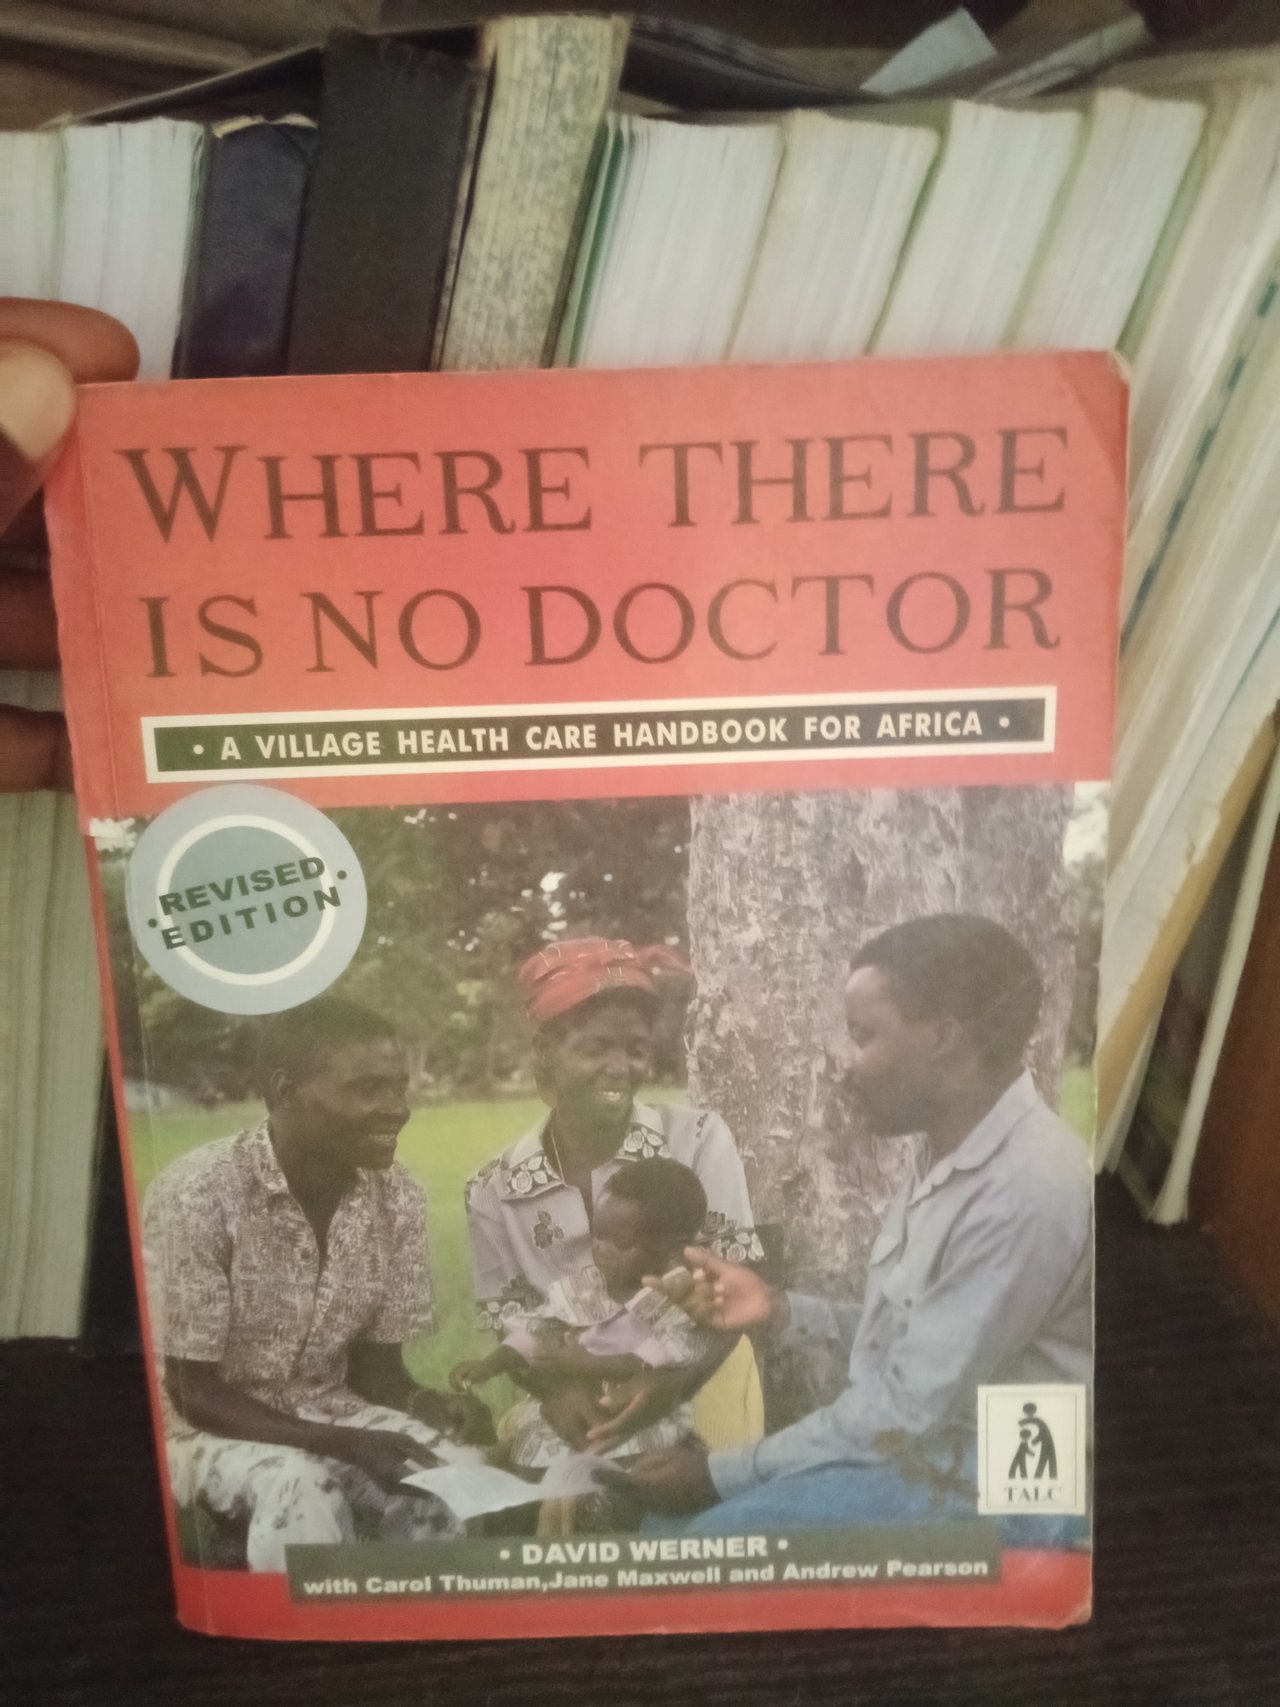 WHERE THERE
IS NO DOCTOR
• A VILLAGE HEALTH CARE HANDBOOK FOR AFRICA •
• REVISED •
EDITION
TALC
• DAVID WERNER •
with Carol Thuman,Jane Maxwell and Andrew Pearson